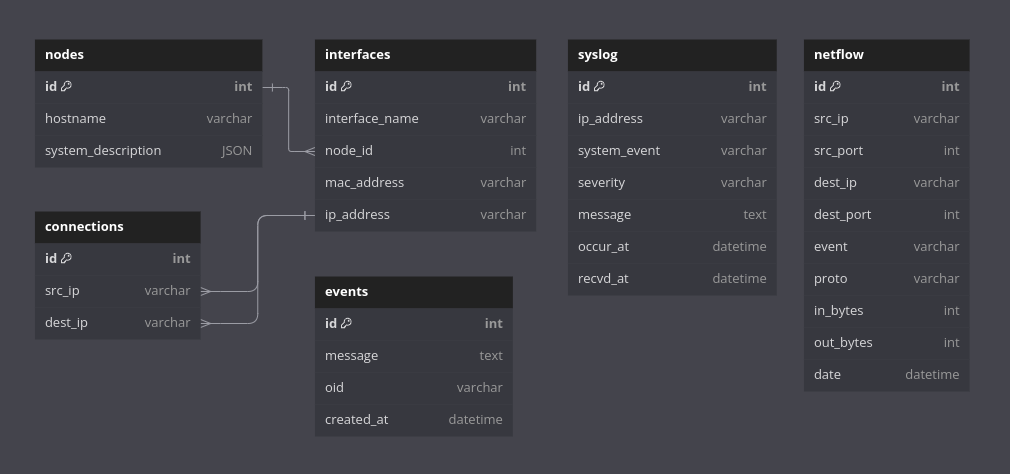 nodes
id int
hostname varchar
system_description JSON
connections
id int
src_ip varchar
dest_ip varchar
interfaces
id int
interface_name varchar
node_id int
mac_address varchar
ip_address varchar
events
id int
message text
oid varchar
created_at datetime
syslog
id int
ip_address varchar
system_event varchar
severity varchar
message text
occur_at datetime
recvd_at datetime
netflow
id int
src_ip varchar
src_port int
dest_ip varchar
dest_port int
event varchar
proto varchar
in_bytes int
out_bytes int
date datetime